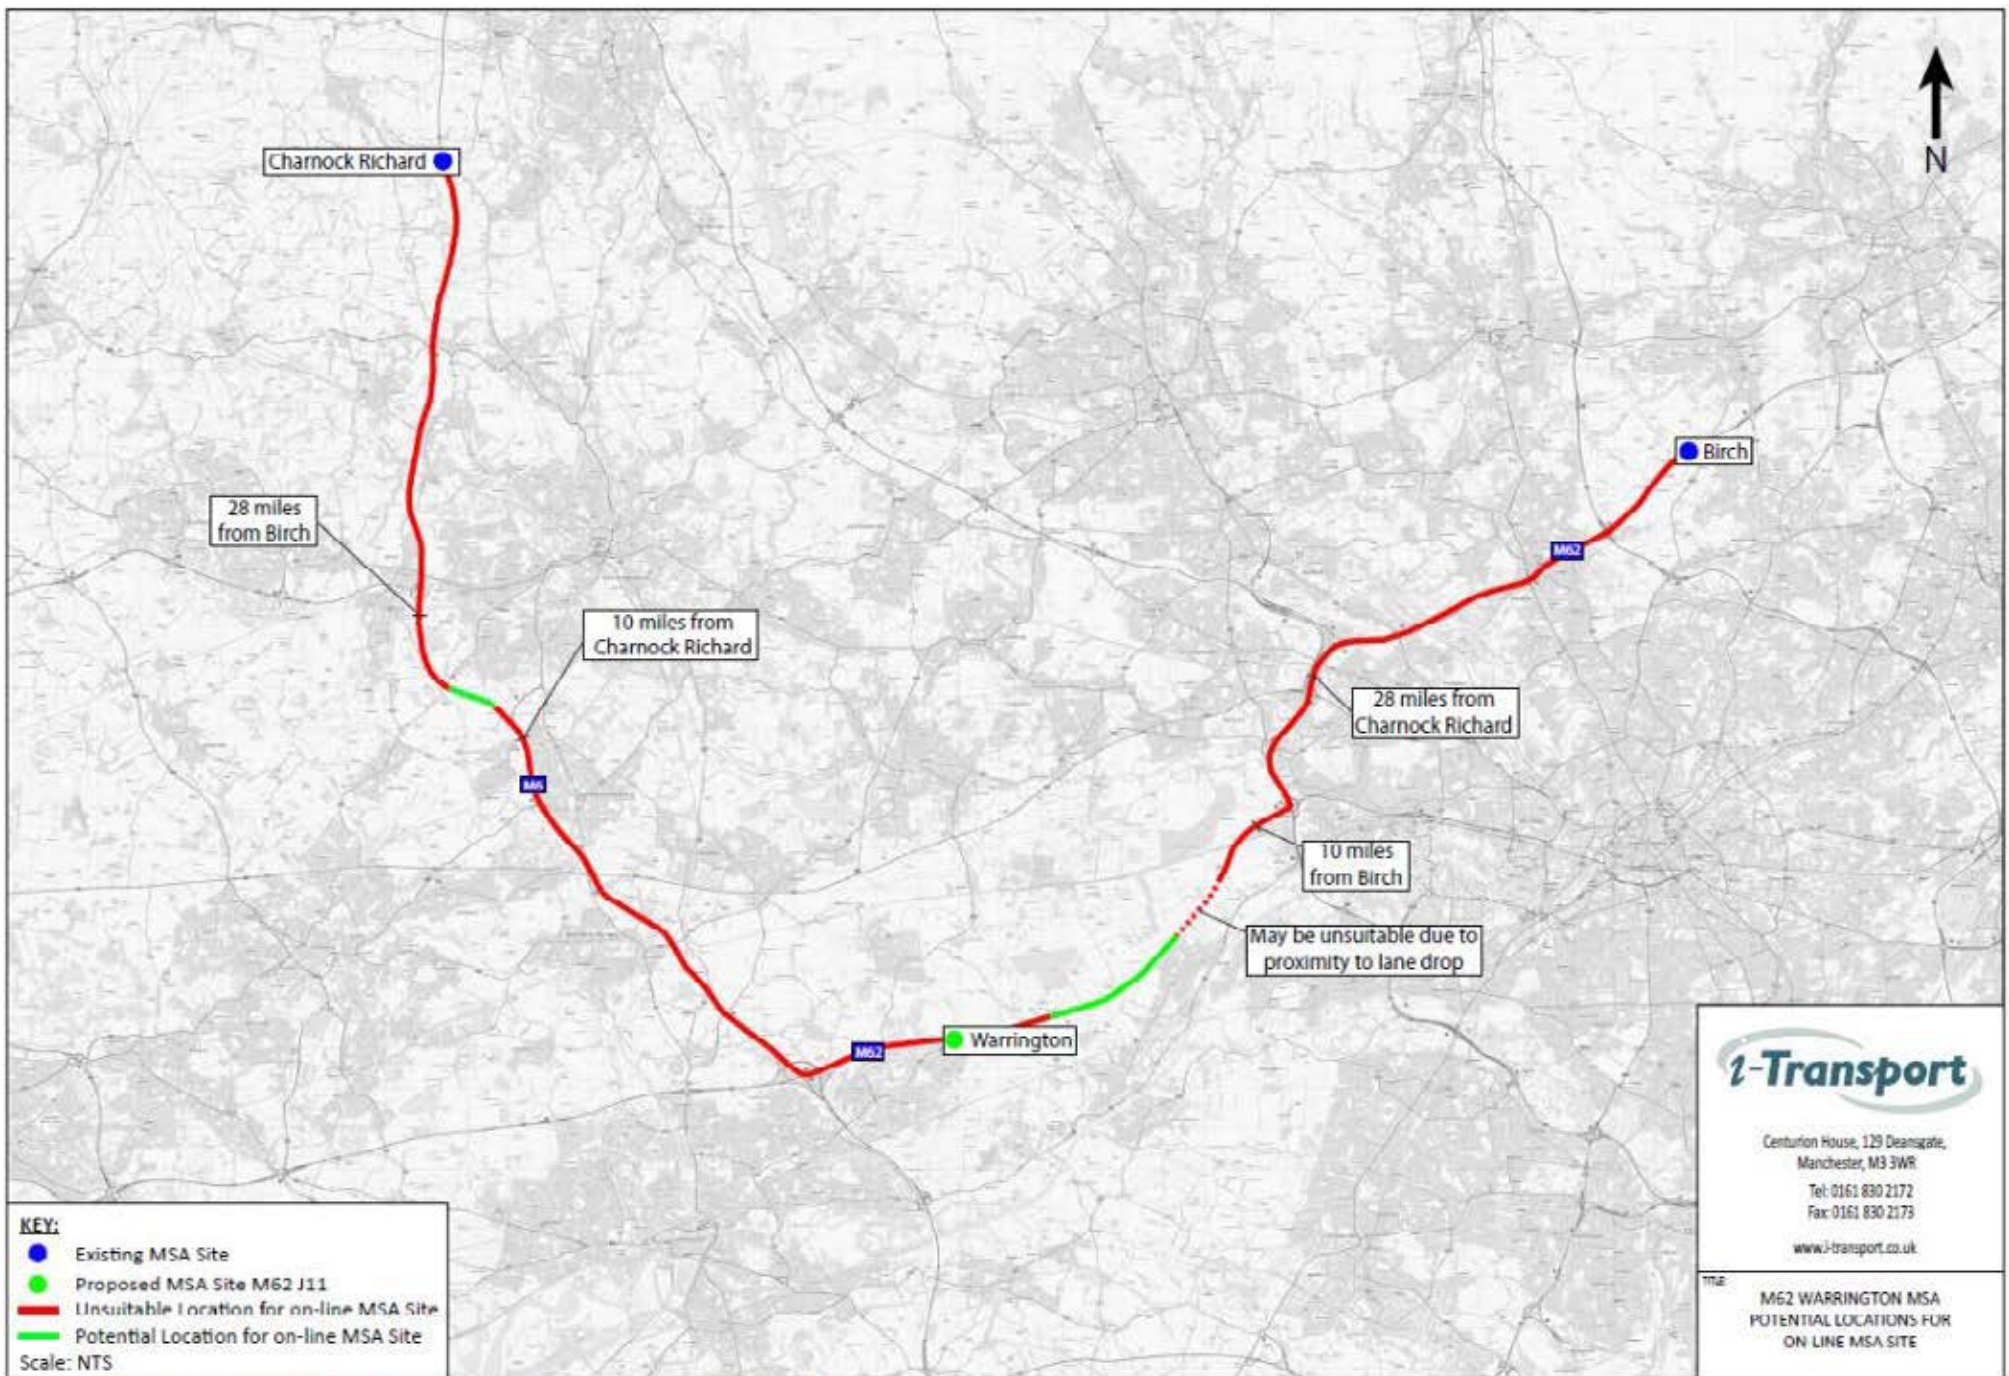 N
Charnock Richard
Birch
28 miles
from Birch
M62
10 miles from
Charnock Richard
28 miles from
Charnock Richard
M6
10 miles
from Birch
May be unsuitable due to
proximity to lane drop
Warrington
M62
i-Transport
Centurion House, 129 Deansgate,
Manchester, M3 3WR
Tel: 0161 830 2172
Fax: 0161 830 2173
www.i-transport.co.uk
TITLE:
M62 WARRINGTON MSA
POTENTIAL LOCATIONS FOR
ON LINE MSA SITE
KEY:
Existing MSA Site
Proposed MSA Site M62 J11
Unsuitable Location for on-line MSA Site
Potential Location for on-line MSA Site
Scale: NTS